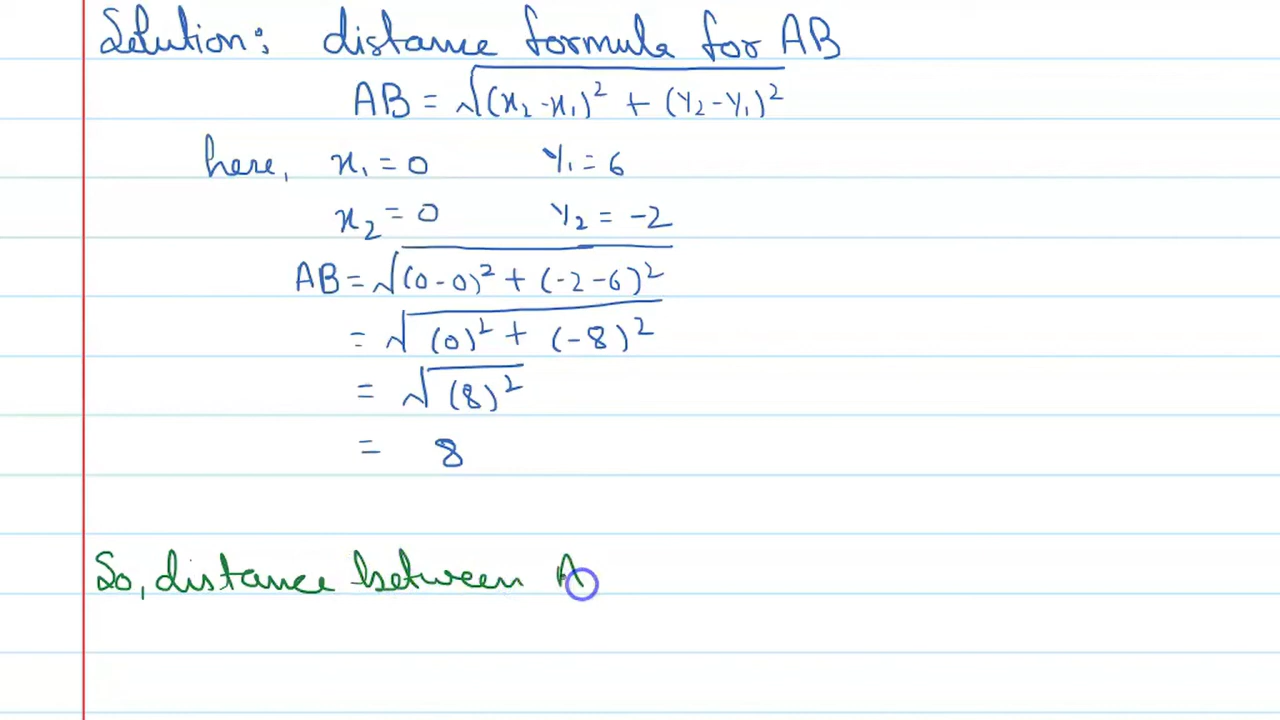 Solution: distance formula for AB
AB = √(x₂ - x₁)² + (y₂ - y₁)²
here, x₁ = 0 y₁ = 6
x₂ = 0 y₂ = -2
AB = √(0 - 0)² + (-2 - 6)²
= √(0)² + (-8)²
= √(8)²
= 8
So, distance between A